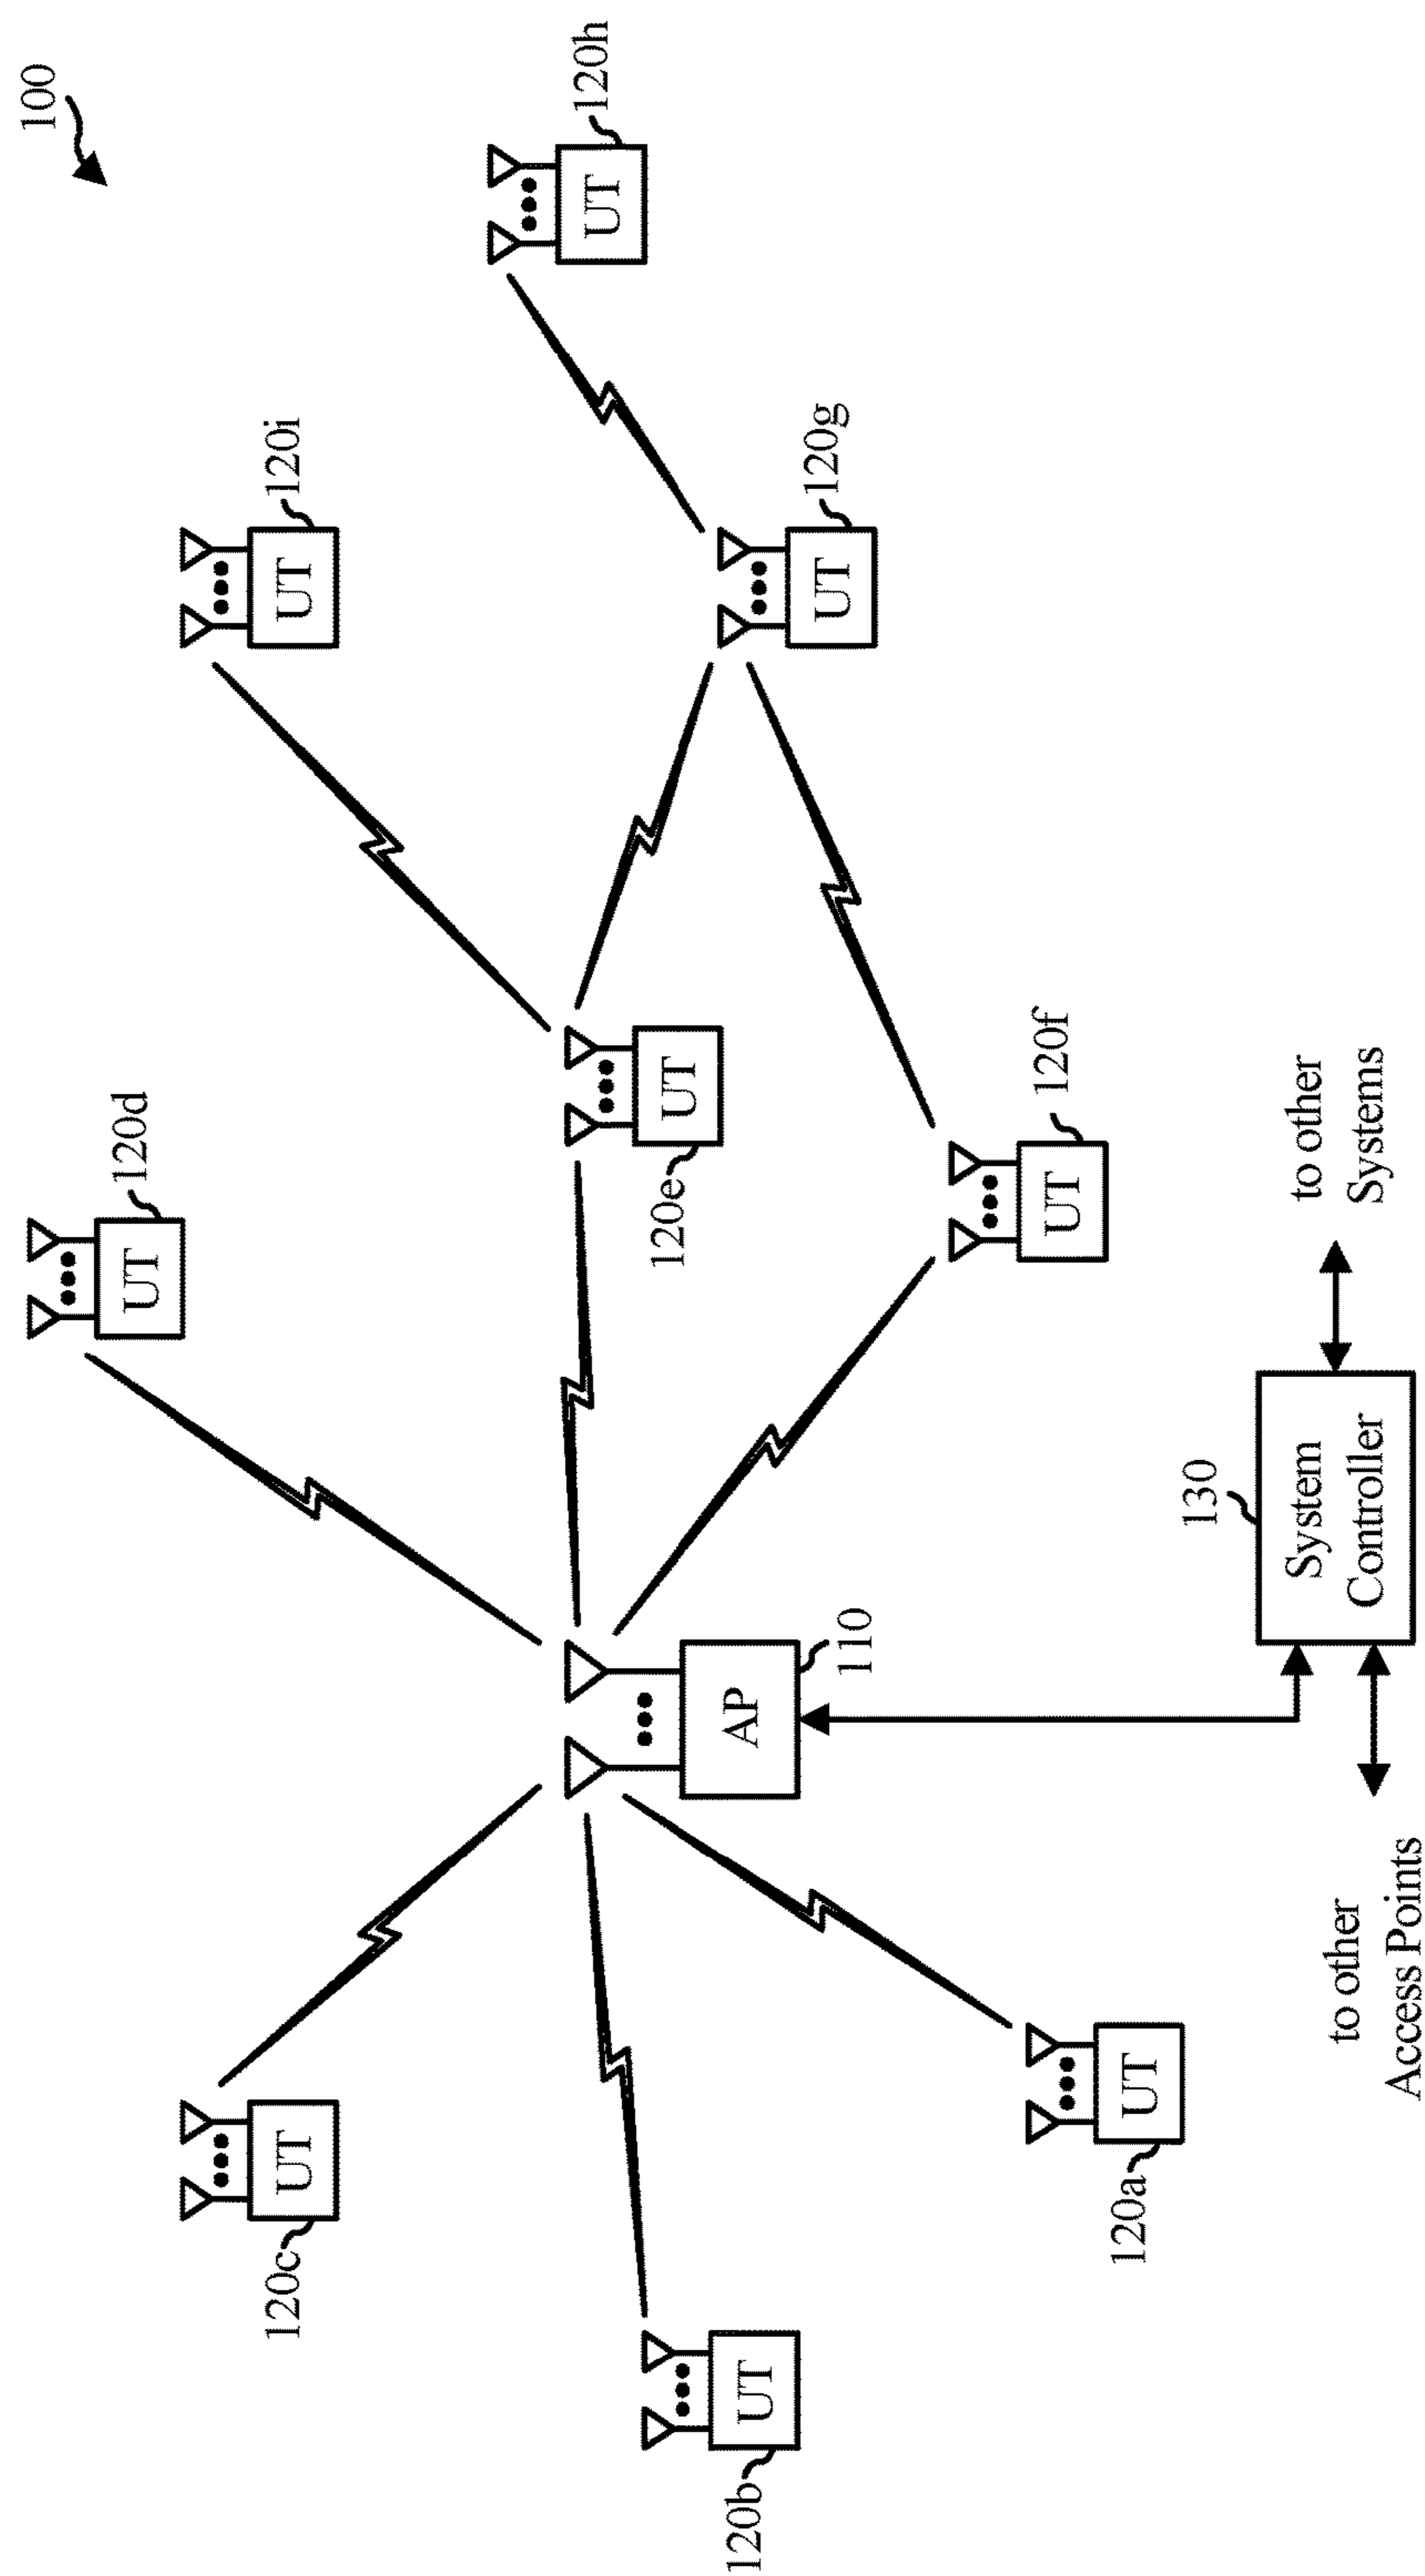 100
UT
120d
UT
120i
UT
120c
UT
120h
UT
120e
AP
110
UT
120b
UT
120g
UT
120f
UT
120a
130
System
Controller
to other
Systems
to other
Access Points